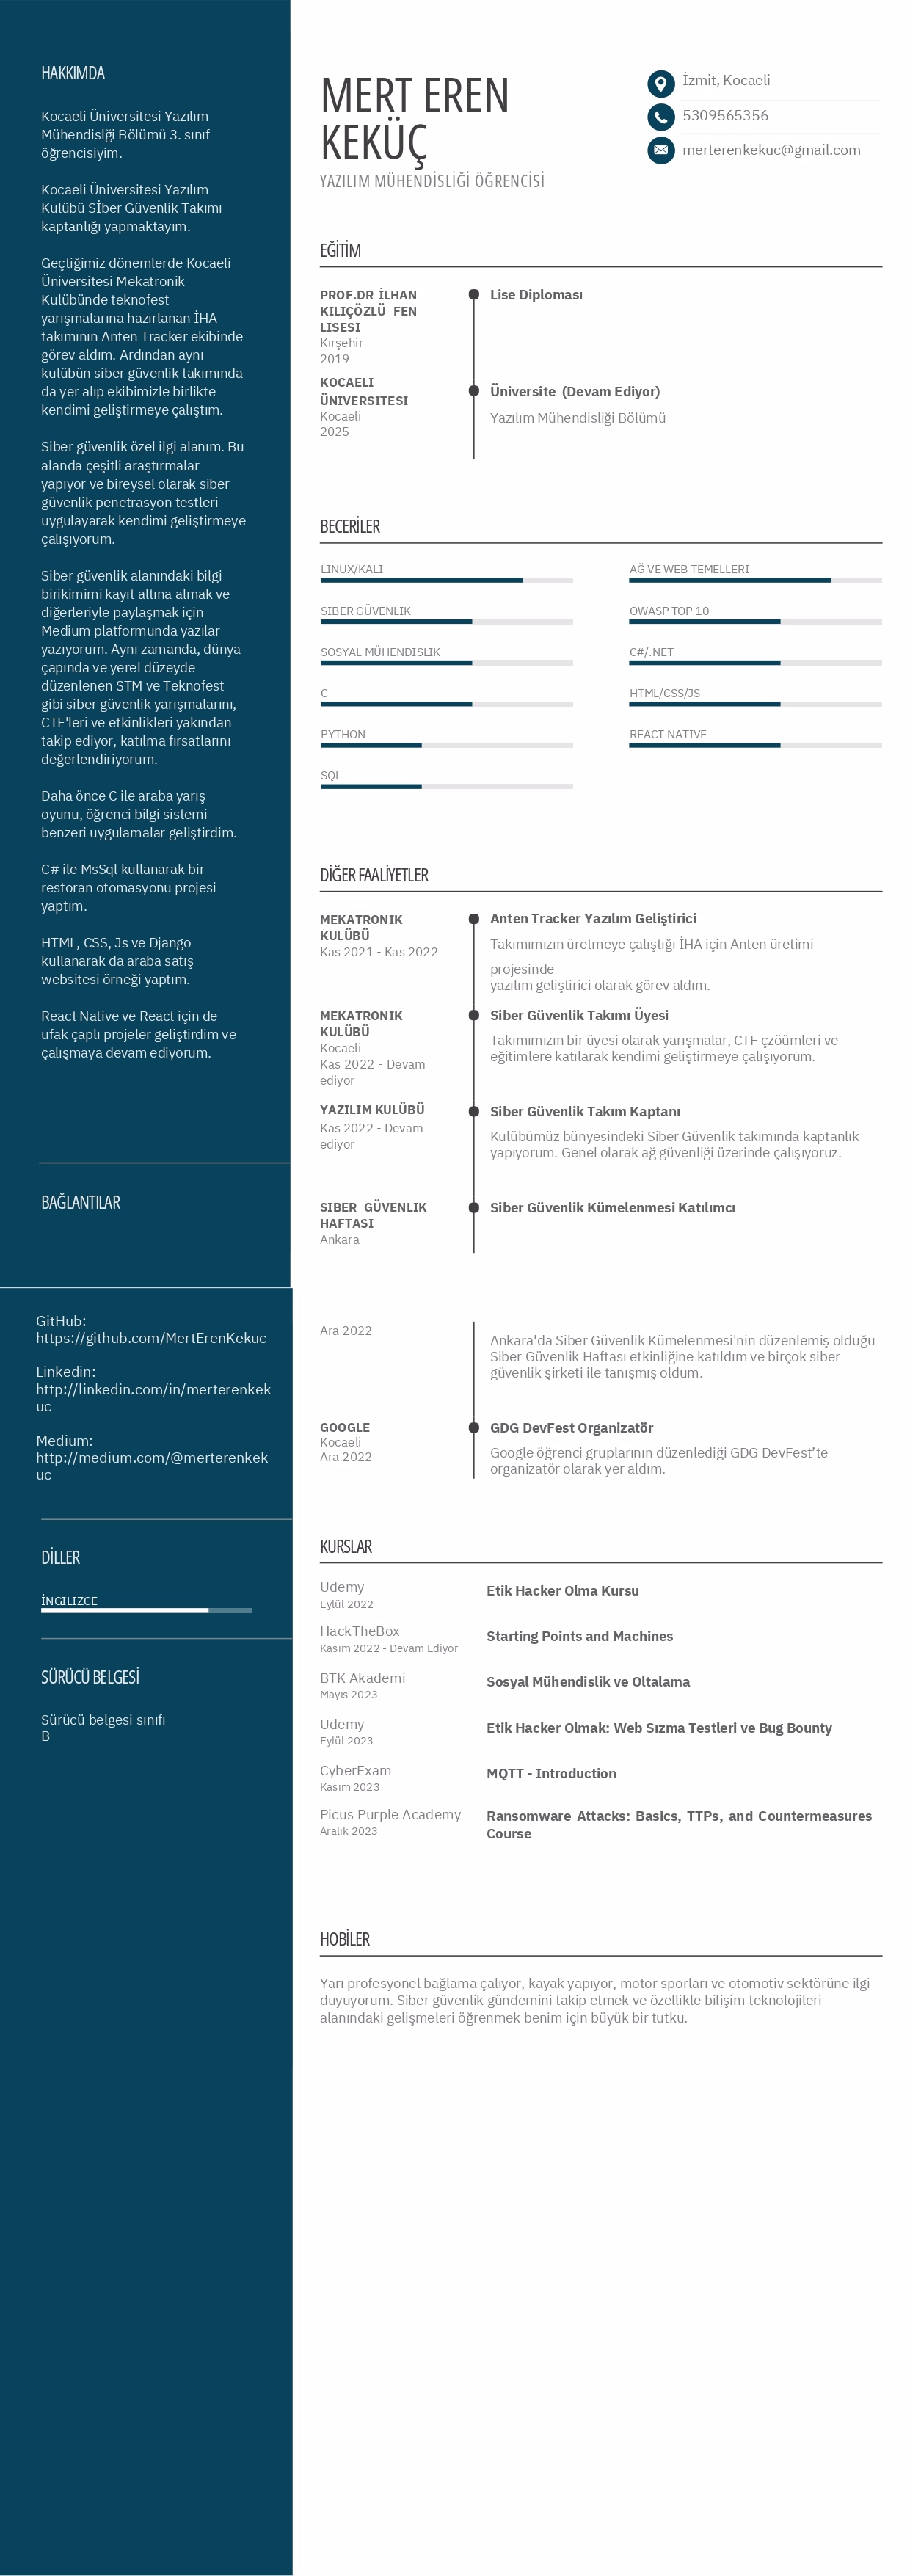 HAKKIMDA
Kocaeli Üniversitesi Yazılım
Mühendislği Bölümü 3. sınıf
öğrencisiyim.
Kocaeli Üniversitesi Yazılım
Kulübü Sİber Güvenlik Takımı
kaptanlığı yapmaktayım.
Geçtiğimiz dönemlerde Kocaeli
Üniversitesi Mekatronik
Kulübünde teknofest
yarışmalarına hazırlanan İHA
takımının Anten Tracker ekibinde
görev aldım. Ardından aynı
kulübün siber güvenlik takımında
da yer alıp ekibimizle birlikte
kendimi geliştirmeye çalıştım.
Siber güvenlik özel ilgi alanım. Bu
alanda çeşitli araştırmalar
yapıyor ve bireysel olarak siber
güvenlik penetrasyon testleri
uygulayarak kendimi geliştirmeye
çalışıyorum.
Siber güvenlik alanındaki bilgi
birikimimi kayıt altına almak ve
diğerleriyle paylaşmak için
Medium platformunda yazılar
yazıyorum. Aynı zamanda, dünya
çapında ve yerel düzeyde
düzenlenen STM ve Teknofest
gibi siber güvenlik yarışmalarını,
CTF'leri ve etkinlikleri yakından
takip ediyor, katılma fırsatlarını
değerlendiriyorum.
Daha önce C ile araba yarış
oyunu, öğrenci bilgi sistemi
benzeri uygulamalar geliştirdim.
C# ile MsSql kullanarak bir
restoran otomasyonu projesi
yaptım.
HTML, CSS, Js ve Django
kullanarak da araba satış
websitesi örneği yaptım.
React Native ve React için de
ufak çaplı projeler geliştirdim ve
çalışmaya devam ediyorum.
BAĞLANTILAR
GitHub:
https://github.com/MertErenKekuc
Linkedin:
http://linkedin.com/in/merterenkek
uc
Medium:
http://medium.com/@merterenkek
uc
DİLLER
İNGILIZCE
SÜRÜCÜ BELGESİ
Sürücü belgesi sınıfı
B
MERT EREN
KEKÜÇ
YAZILIM MÜHENDİSLİĞİ ÖĞRENCİSİ
İzmit, Kocaeli
5309565356
merterenkekuc@gmail.com
EĞİTİM
PROF.DR İLHAN
KILIÇÖZLÜ FEN
LISESI
Kırşehir
2019
Lise Diploması
KOCAELI
ÜNIVERSITESI
Kocaeli
2025
Üniversite (Devam Ediyor)
Yazılım Mühendisliği Bölümü
BECERİLER
LINUX/KALI
AĞ VE WEB TEMELLERI
SIBER GÜVENLIK
OWASP TOP 10
SOSYAL MÜHENDISLIK
C#/.NET
C
HTML/CSS/JS
PYTHON
REACT NATIVE
SQL
DİĞER FAALİYETLER
MEKATRONIK
KULÜBÜ
Kas 2021 - Kas 2022
Anten Tracker Yazılım Geliştirici
Takımımızın üretmeye çalıştığı İHA için Anten üretimi
projesinde
yazılım geliştirici olarak görev aldım.
MEKATRONIK
KULÜBÜ
Kocaeli
Kas 2022 - Devam
ediyor
Siber Güvenlik Takımı Üyesi
Takımımızın bir üyesi olarak yarışmalar, CTF çzöümleri ve
eğitimlere katılarak kendimi geliştirmeye çalışıyorum.
YAZILIM KULÜBÜ
Kas 2022 - Devam
ediyor
Siber Güvenlik Takım Kaptanı
Kulübümüz bünyesindeki Siber Güvenlik takımında kaptanlık
yapıyorum. Genel olarak ağ güvenliği üzerinde çalışıyoruz.
SIBER GÜVENLIK
HAFTASI
Ankara
Siber Güvenlik Kümelenmesi Katılımcı
Ara 2022
Ankara'da Siber Güvenlik Kümelenmesi'nin düzenlemiş olduğu
Siber Güvenlik Haftası etkinliğine katıldım ve birçok siber
güvenlik şirketi ile tanışmış oldum.
GOOGLE
Kocaeli
Ara 2022
GDG DevFest Organizatör
Google öğrenci gruplarının düzenlediği GDG DevFest’te
organizatör olarak yer aldım.
KURSLAR
Udemy
Eylül 2022
Etik Hacker Olma Kursu
HackTheBox
Kasım 2022 - Devam Ediyor
Starting Points and Machines
BTK Akademi
Mayıs 2023
Sosyal Mühendislik ve Oltalama
Udemy
Eylül 2023
Etik Hacker Olmak: Web Sızma Testleri ve Bug Bounty
CyberExam
Kasım 2023
MQTT - Introduction
Picus Purple Academy
Aralık 2023
Ransomware Attacks: Basics, TTPs, and Countermeasures
Course
HOBİLER
Yarı profesyonel bağlama çalıyor, kayak yapıyor, motor sporları ve otomotiv sektörüne ilgi
duyuyorum. Siber güvenlik gündemini takip etmek ve özellikle bilişim teknolojileri
alanındaki gelişmeleri öğrenmek benim için büyük bir tutku.